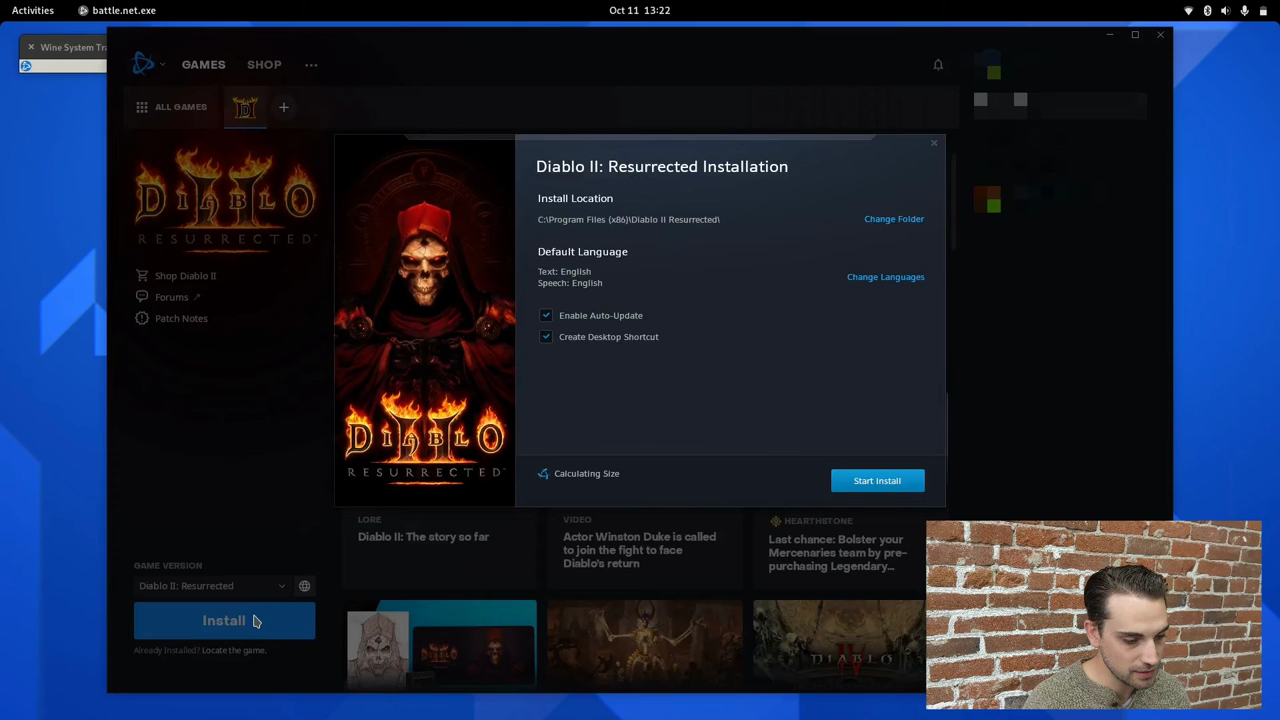 Activities
battle.net.exe
Oct 11 13:22
Wine System Tra
GAMES
SHOP
ALL GAMES
DIABLO
II
RESURRECTED
Shop Diablo II
Forums
Patch Notes
DIABLO
II
RESURRECTED
Diablo II: Resurrected Installation
Install Location
C:\Program Files (x86)\Diablo II Resurrected\
Change Folder
Default Language
Text: English
Speech: English
Change Languages
Enable Auto-Update
Create Desktop Shortcut
Calculating Size
Start Install
LORE
Diablo II: The story so far
VIDEO
Actor Winston Duke is called
to join the fight to face
Diablo's return
HEARTHSTONE
Last chance: Bolster your
Mercenaries team by pre-
purchasing Legendary...
GAME VERSION
Diablo II: Resurrected
Install
Already Installed? Locate the game.
DIABLO
II
DIABLO